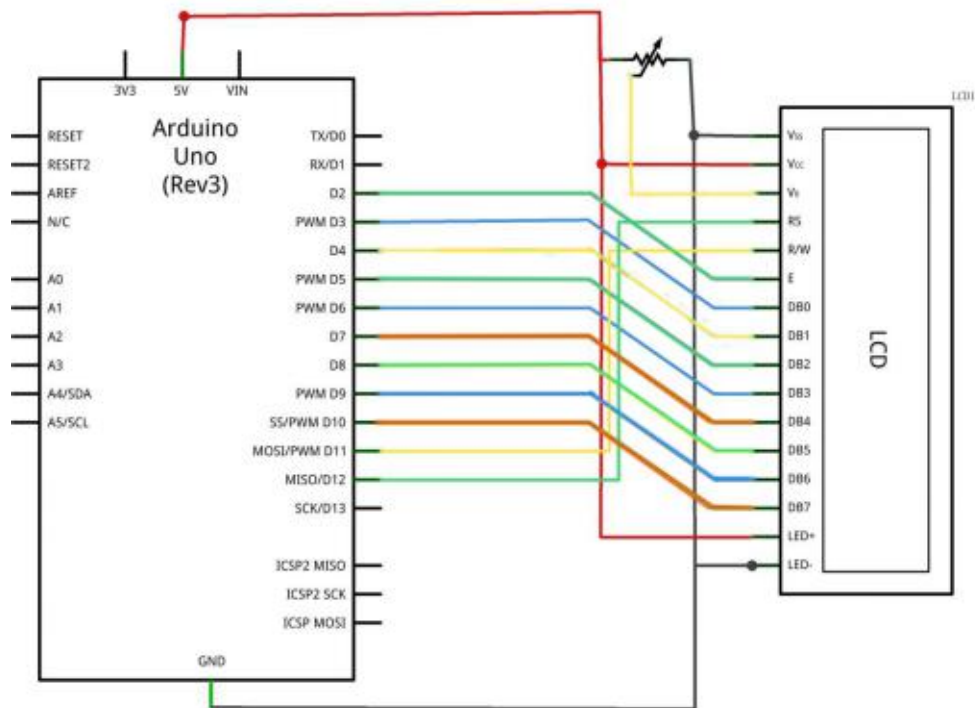 LCD1
3V3
5V
VIN
Arduino
Uno
(Rev3)
RESET
RESET2
AREF
N/C
A0
A1
A2
A3
A4/SDA
A5/SCL
TX/D0
RX/D1
D2
PWM D3
D4
PWM D5
PWM D6
D7
D8
PWM D9
SS/PWM D10
MOSI/PWM D11
MISO/D12
SCK/D13
ICSP2 MISO
ICSP2 SCK
ICSP MOSI
GND
VSS
VCC
V0
RS
R/W
E
DB0
DB1
DB2
DB3
DB4
DB5
DB6
DB7
LED+
LED-
LCD